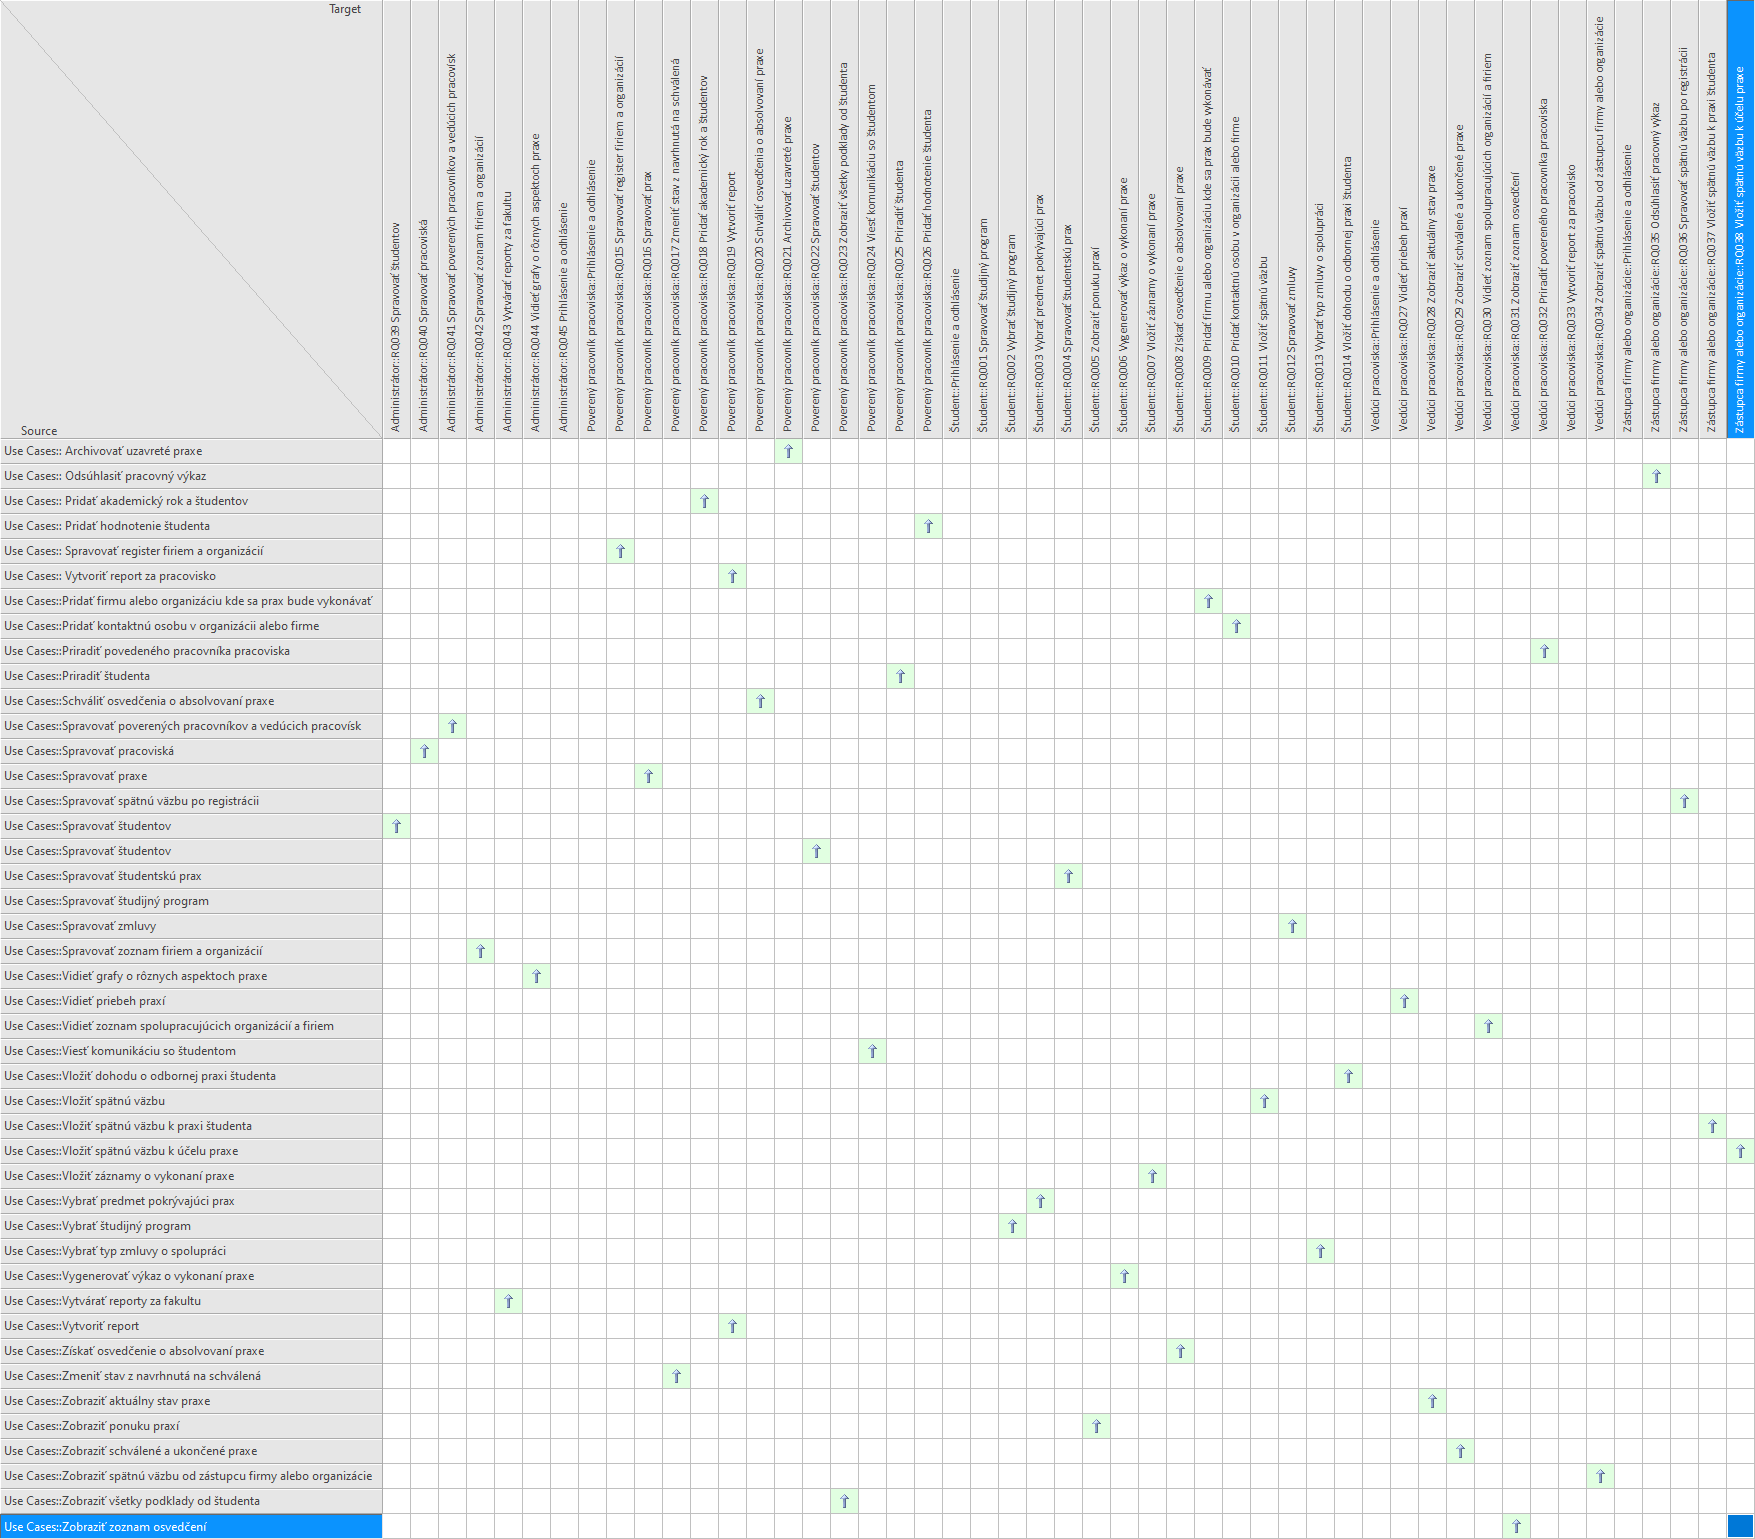 Target
Source
Administrátor::RQ039 Spravovať študentov
Administrátor::RQ040 Spravovať pracoviská
Administrátor::RQ041 Spravovať poverených pracovníkov a vedúcich pracovísk
Administrátor::RQ042 Spravovať zoznam firiem a organizácií
Administrátor::RQ043 Vytvárať reporty za fakultu
Administrátor::RQ044 Vidieť grafy o rôznych aspektoch praxe
Administrátor::RQ045 Prihlásenie a odhlásenie
Poverený pracovník pracoviska::Prihlásenie a odhlásenie
Poverený pracovník pracoviska::RQ015 Spravovať register firiem a organizácií
Poverený pracovník pracoviska::RQ016 Spravovať prax
Poverený pracovník pracoviska::RQ017 Zmeniť stav z navrhnutá na schválená
Poverený pracovník pracoviska::RQ018 Pridať akademický rok a študentov
Poverený pracovník pracoviska::RQ019 Vytvoriť report
Poverený pracovník pracoviska::RQ020 Schváliť osvedčenia o absolvovaní praxe
Poverený pracovník pracoviska::RQ021 Archivovať uzavreté praxe
Poverený pracovník pracoviska::RQ022 Spravovať študentov
Poverený pracovník pracoviska::RQ023 Zobraziť všetky podklady od študenta
Poverený pracovník pracoviska::RQ024 Viesť komunikáciu so študentom
Poverený pracovník pracoviska::RQ025 Priradiť študenta
Poverený pracovník pracoviska::RQ026 Pridať hodnotenie študenta
Študent::Prihlásenie a odhlásenie
Študent::RQ001 Spravovať študijný program
Študent::RQ002 Vybrať študijný program
Študent::RQ003 Vybrať predmet pokrývajúci prax
Študent::RQ004 Spravovať študentskú prax
Študent::RQ005 Zobraziť ponuku praxí
Študent::RQ006 Vygenerovať výkaz o vykonaní praxe
Študent::RQ007 Vložiť záznamy o vykonaní praxe
Študent::RQ008 Získať osvedčenie o absolvovaní praxe
Študent::RQ009 Pridať firmu alebo organizáciu kde sa prax bude vykonávať
Študent::RQ010 Pridať kontaktnú osobu v organizácii alebo firme
Študent::RQ011 Vložiť spätnú väzbu
Študent::RQ012 Spravovať zmluvy
Študent::RQ013 Vybrať typ zmluvy o spolupráci
Študent::RQ014 Vložiť dohodu o odbornej praxi študenta
Vedúci pracoviska::Prihlásenie a odhlásenie
Vedúci pracoviska::RQ027 Vidieť priebeh praxí
Vedúci pracoviska::RQ028 Zobraziť aktuálny stav praxe
Vedúci pracoviska::RQ029 Zobraziť schválené a ukončené praxe
Vedúci pracoviska::RQ030 Vidieť zoznam spolupracujúcich organizácií a firiem
Vedúci pracoviska::RQ031 Zobraziť zoznam osvedčení
Vedúci pracoviska::RQ032 Priradiť povereného pracovníka pracoviska
Vedúci pracoviska::RQ033 Vytvoriť report za pracovisko
Vedúci pracoviska::RQ034 Zobraziť spätnú väzbu od zástupcu firmy alebo organizácie
Zástupca firmy alebo organizácie::Prihlásenie a odhlásenie
Zástupca firmy alebo organizácie::RQ035 Odsúhlasiť pracovný výkaz
Zástupca firmy alebo organizácie::RQ036 Spravovať spätnú väzbu po registrácii
Zástupca firmy alebo organizácie::RQ037 Vložiť spätnú väzbu k praxi študenta
Zástupca firmy alebo organizácie::RQ038 Vložiť spätnú väzbu k účelu praxe
Use Cases:: Archivovať uzavreté praxe
Use Cases:: Odsúhlasiť pracovný výkaz
Use Cases:: Pridať akademický rok a študentov
Use Cases:: Pridať hodnotenie študenta
Use Cases:: Spravovať register firiem a organizácií
Use Cases:: Vytvoriť report za pracovisko
Use Cases::Pridať firmu alebo organizáciu kde sa prax bude vykonávať
Use Cases::Pridať kontaktnú osobu v organizácii alebo firme
Use Cases::Priradiť povedeného pracovníka pracoviska
Use Cases::Priradiť študenta
Use Cases::Schváliť osvedčenia o absolvovaní praxe
Use Cases::Spravovať poverených pracovníkov a vedúcich pracovísk
Use Cases::Spravovať pracoviská
Use Cases::Spravovať praxe
Use Cases::Spravovať spätnú väzbu po registrácii
Use Cases::Spravovať študentov
Use Cases::Spravovať študentov
Use Cases::Spravovať študentskú prax
Use Cases::Spravovať študijný program
Use Cases::Spravovať zmluvy
Use Cases::Spravovať zoznam firiem a organizácií
Use Cases::Vidieť grafy o rôznych aspektoch praxe
Use Cases::Vidieť priebeh praxí
Use Cases::Vidieť zoznam spolupracujúcich organizácií a firiem
Use Cases::Viesť komunikáciu so študentom
Use Cases::Vložiť dohodu o odbornej praxi študenta
Use Cases::Vložiť spätnú väzbu
Use Cases::Vložiť spätnú väzbu k praxi študenta
Use Cases::Vložiť spätnú väzbu k účelu praxe
Use Cases::Vložiť záznamy o vykonaní praxe
Use Cases::Vybrať predmet pokrývajúci prax
Use Cases::Vybrať študijný program
Use Cases::Vybrať typ zmluvy o spolupráci
Use Cases::Vygenerovať výkaz o vykonaní praxe
Use Cases::Vytvárať reporty za fakultu
Use Cases::Vytvoriť report
Use Cases::Získať osvedčenie o absolvovaní praxe
Use Cases::Zmeniť stav z navrhnutá na schválená
Use Cases::Zobraziť aktuálny stav praxe
Use Cases::Zobraziť ponuku praxí
Use Cases::Zobraziť schválené a ukončené praxe
Use Cases::Zobraziť spätnú väzbu od zástupcu firmy alebo organizácie
Use Cases::Zobraziť všetky podklady od študenta
Use Cases::Zobraziť zoznam osvedčení